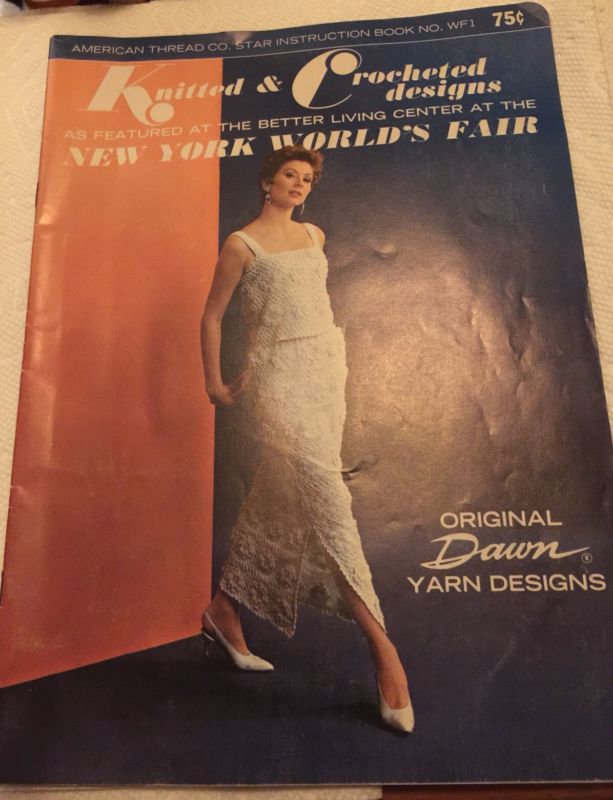 AMERICAN THREAD CO. STAR INSTRUCTION BOOK NO. WF1 75¢
Knitted & Crocheted
designs
AS FEATURED AT THE BETTER LIVING CENTER AT THE
NEW YORK WORLD'S FAIR
ORIGINAL
Dawn®
YARN DESIGNS